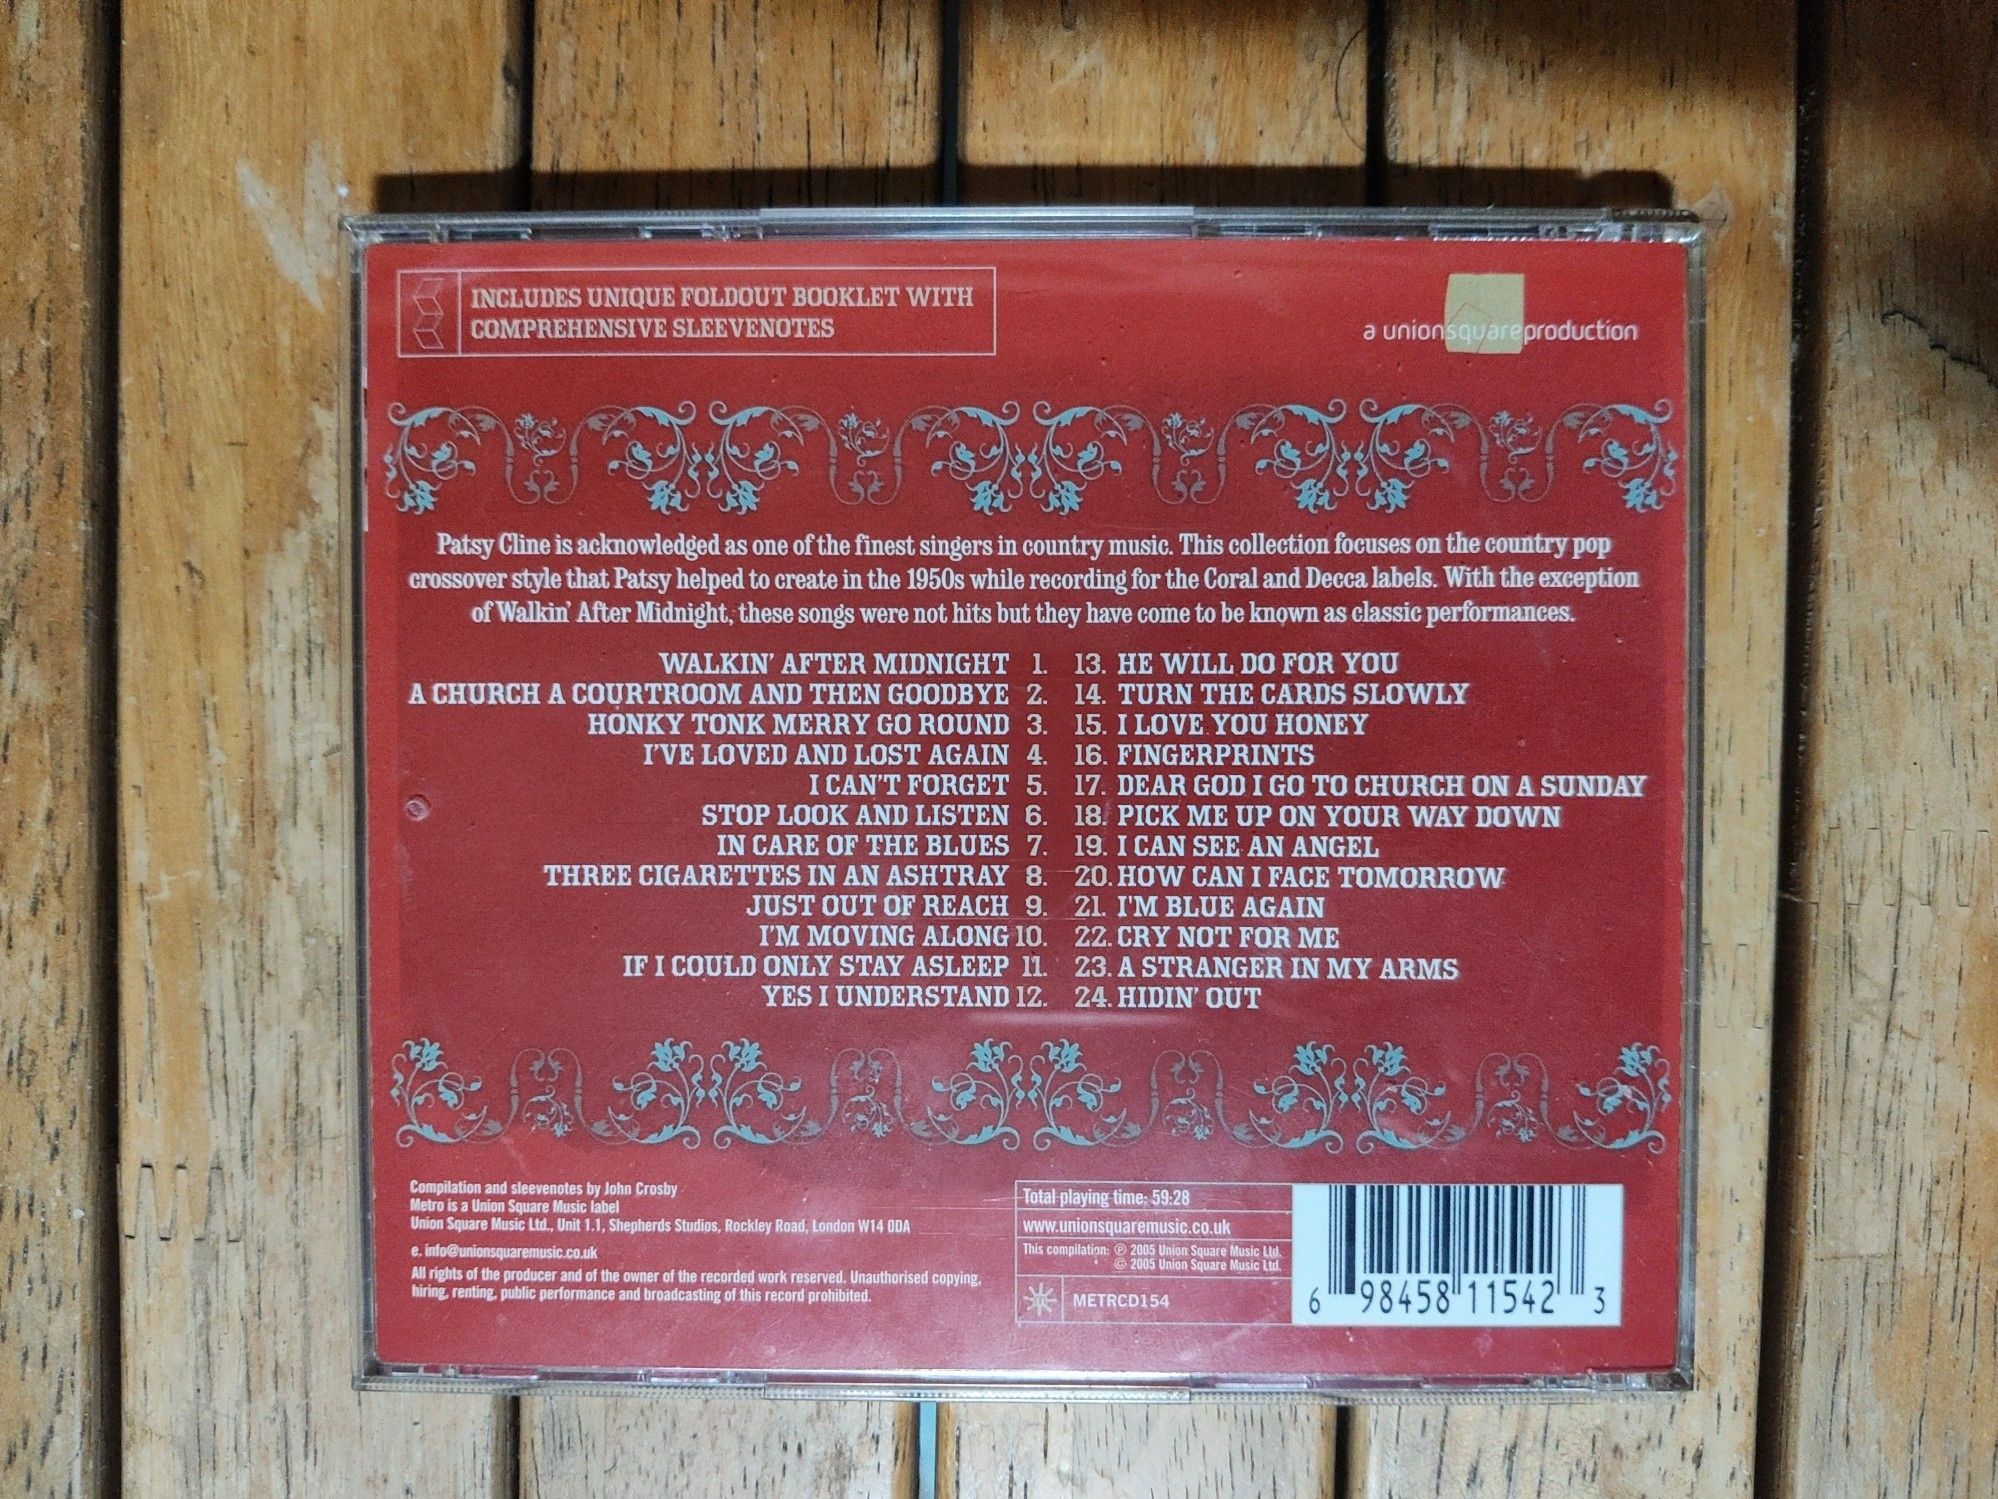 INCLUDES UNIQUE FOLDOUT BOOKLET WITH
COMPREHENSIVE SLEEVENOTES
a unionsquareproduction
Patsy Cline is acknowledged as one of the finest singers in country music. This collection focuses on the country pop
crossover style that Patsy helped to create in the 1950s while recording for the Coral and Decca labels. With the exception
of Walkin' After Midnight, these songs were not hits but they have come to be known as classic performances.
WALKIN' AFTER MIDNIGHT 1.
A CHURCH A COURTROOM AND THEN GOODBYE 2.
HONKY TONK MERRY GO ROUND 3.
I'VE LOVED AND LOST AGAIN 4.
I CAN'T FORGET 5.
STOP LOOK AND LISTEN 6.
IN CARE OF THE BLUES 7.
THREE CIGARETTES IN AN ASHTRAY 8.
JUST OUT OF REACH 9.
I'M MOVING ALONG 10.
IF I COULD ONLY STAY ASLEEP 11.
YES I UNDERSTAND 12.
13. HE WILL DO FOR YOU
14. TURN THE CARDS SLOWLY
15. I LOVE YOU HONEY
16. FINGERPRINTS
17. DEAR GOD I GO TO CHURCH ON A SUNDAY
18. PICK ME UP ON YOUR WAY DOWN
19. I CAN SEE AN ANGEL
20. HOW CAN I FACE TOMORROW
21. I'M BLUE AGAIN
22. CRY NOT FOR ME
23. A STRANGER IN MY ARMS
24. HIDIN' OUT
Compilation and sleevenotes by John Crosby
Metro is a Union Square Music label
Union Square Music Ltd., Unit 1.1, Shepherds Studios, Rockley Road, London W14 0DA
e. info@unionsquaremusic.co.uk
All rights of the producer and of the owner of the recorded work reserved. Unauthorised copying,
hiring, renting, public performance and broadcasting of this record prohibited.
Total playing time: 59:28
www.unionsquaremusic.co.uk
This compilation: ℗ 2005 Union Square Music Ltd.
© 2005 Union Square Music Ltd.
METRCD154
6 98458 11542 3